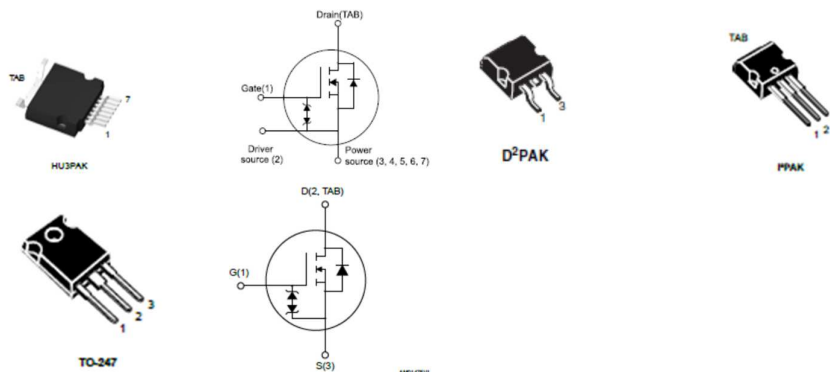 TAB
7
1
HU3PAK
Drain(TAB)
Gate(1)
Driver
source (2)
Power
source (3, 4, 5, 6, 7)
1
3
D²PAK
TAB
1
2
I²PAK
1
2
3
TO-247
D(2, TAB)
G(1)
S(3)